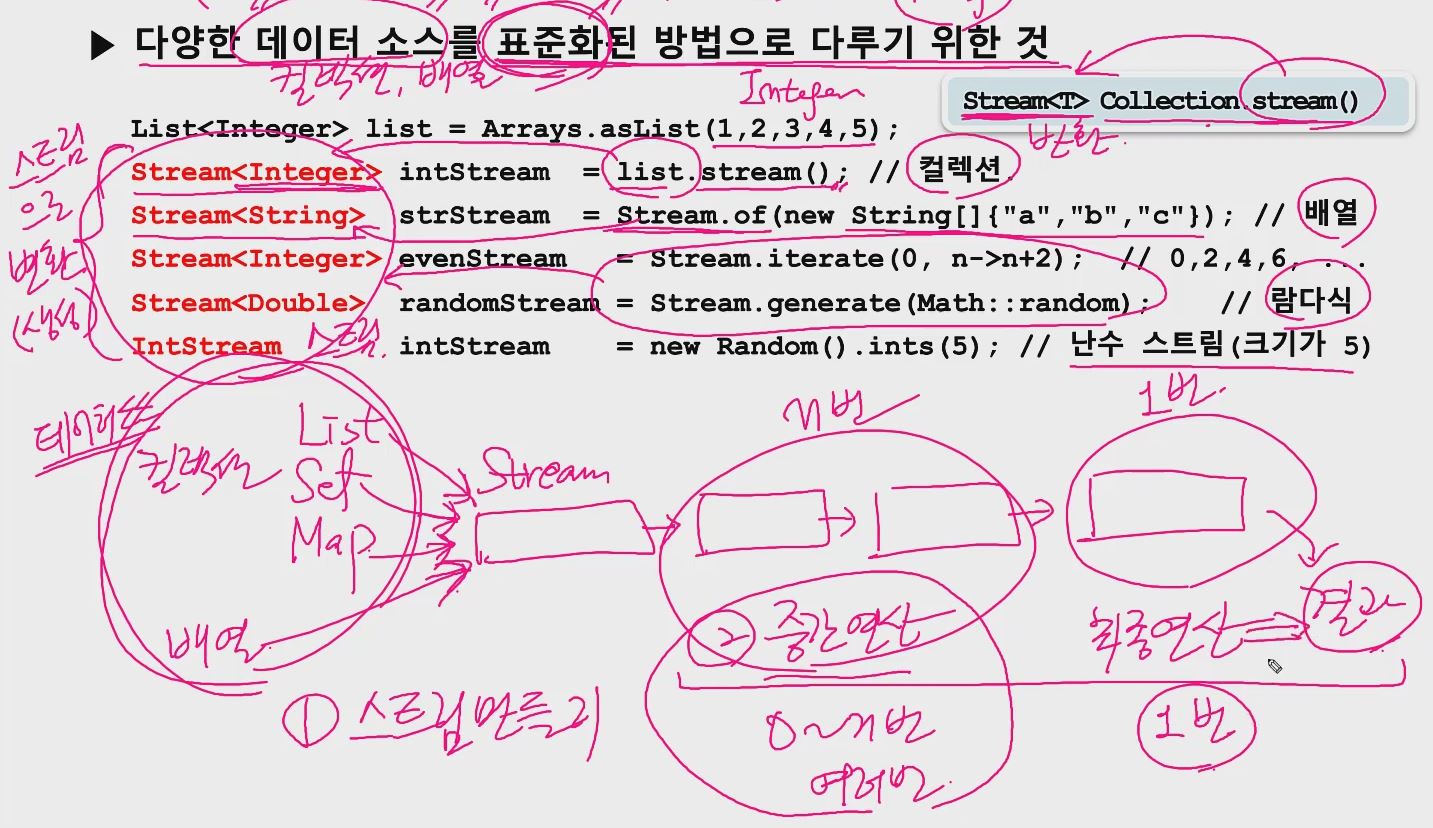 ▶ 다양한 데이터 소스를 표준화된 방법으로 다루기 위한 것
컬렉션, 배열
Integer
Stream<T> Collection.stream()
변환
List<Integer> list = Arrays.asList(1,2,3,4,5);
Stream<Integer> intStream = list.stream(); // 컬렉션
Stream<String> strStream = Stream.of(new String[]{"a","b","c"}); // 배열
Stream<Integer> evenStream = Stream.iterate(0, n->n+2); // 0,2,4,6, ...
Stream<Double> randomStream = Stream.generate(Math::random); // 람다식
IntStream intStream = new Random().ints(5); // 난수 스트림(크기가 5)
스트림
으로
변환
(생성)
스트림
데이터소스
컬렉션
List
Set
Map
배열
Stream
n번
1번
② 중간연산
최종연산
결과
① 스트림만들기
0~n번
여러번
1번